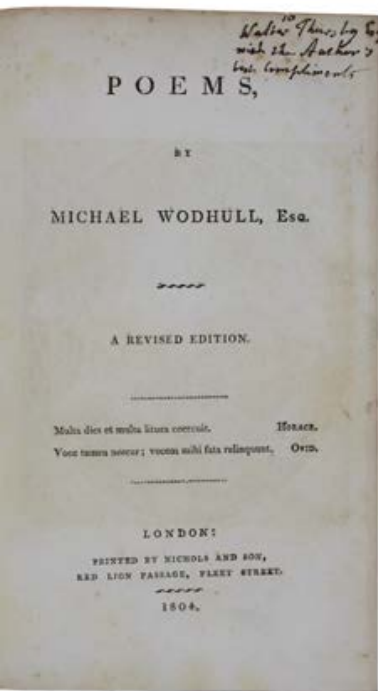 Walter Thursby Esq
with the Author's
best compliments
POEMS,
BY
MICHAEL WODHULL, Esq.
A REVISED EDITION.
Multa dies et multa litura coercuit. HORACE.
Voce tamen noscar; vocem mihi fata relinquent. OVID.
LONDON:
PRINTED BY NICHOLS AND SON,
RED LION PASSAGE, FLEET STREET.
1804.